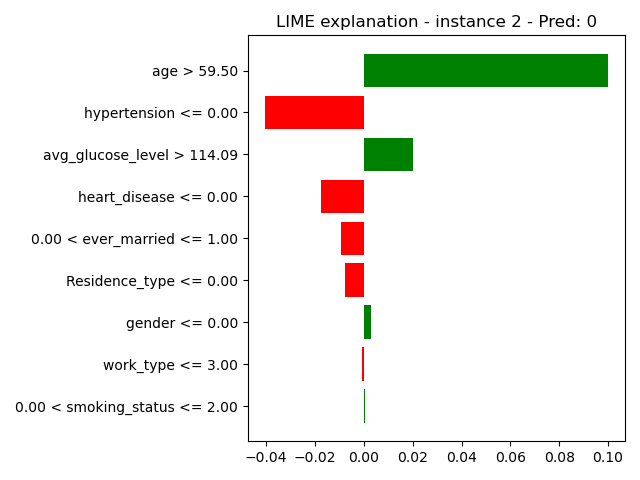 LIME explanation - instance 2 - Pred: 0
age > 59.50
hypertension <= 0.00
avg_glucose_level > 114.09
heart_disease <= 0.00
0.00 < ever_married <= 1.00
Residence_type <= 0.00
gender <= 0.00
work_type <= 3.00
0.00 < smoking_status <= 2.00
−0.04 −0.02 0.00 0.02 0.04 0.06 0.08 0.10